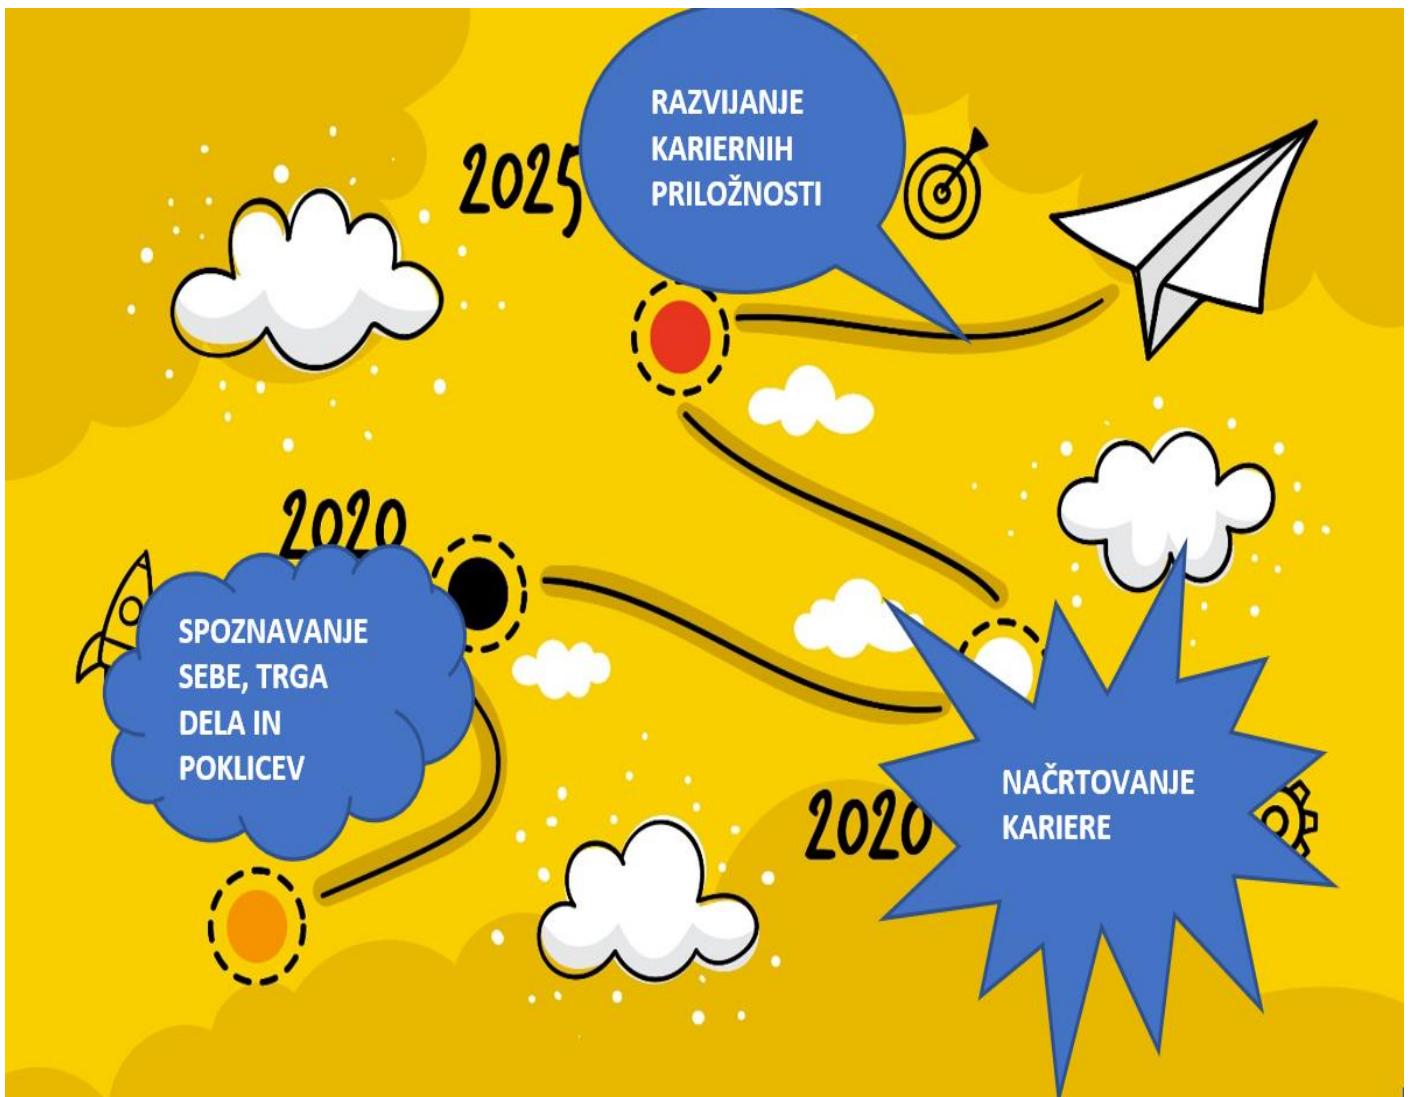 2025
RAZVIJANJE
KARIERNIH
PRILOŽNOSTI
2020
SPOZNAVANJE
SEBE, TRGA
DELA IN
POKLICEV
2020
NAČRTOVANJE
KARIERE